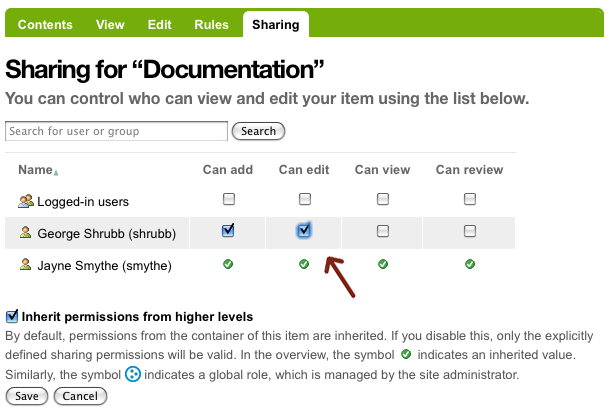 Contents View Edit Rules Sharing
Sharing for “Documentation”
You can control who can view and edit your item using the list below.
Search for user or group Search
Name Can add Can edit Can view Can review
Logged-in users
George Shrubb (shrubb)
Jayne Smythe (smythe)
Inherit permissions from higher levels
By default, permissions from the container of this item are inherited. If you disable this, only the explicitly
defined sharing permissions will be valid. In the overview, the symbol indicates an inherited value.
Similarly, the symbol indicates a global role, which is managed by the site administrator.
Save Cancel